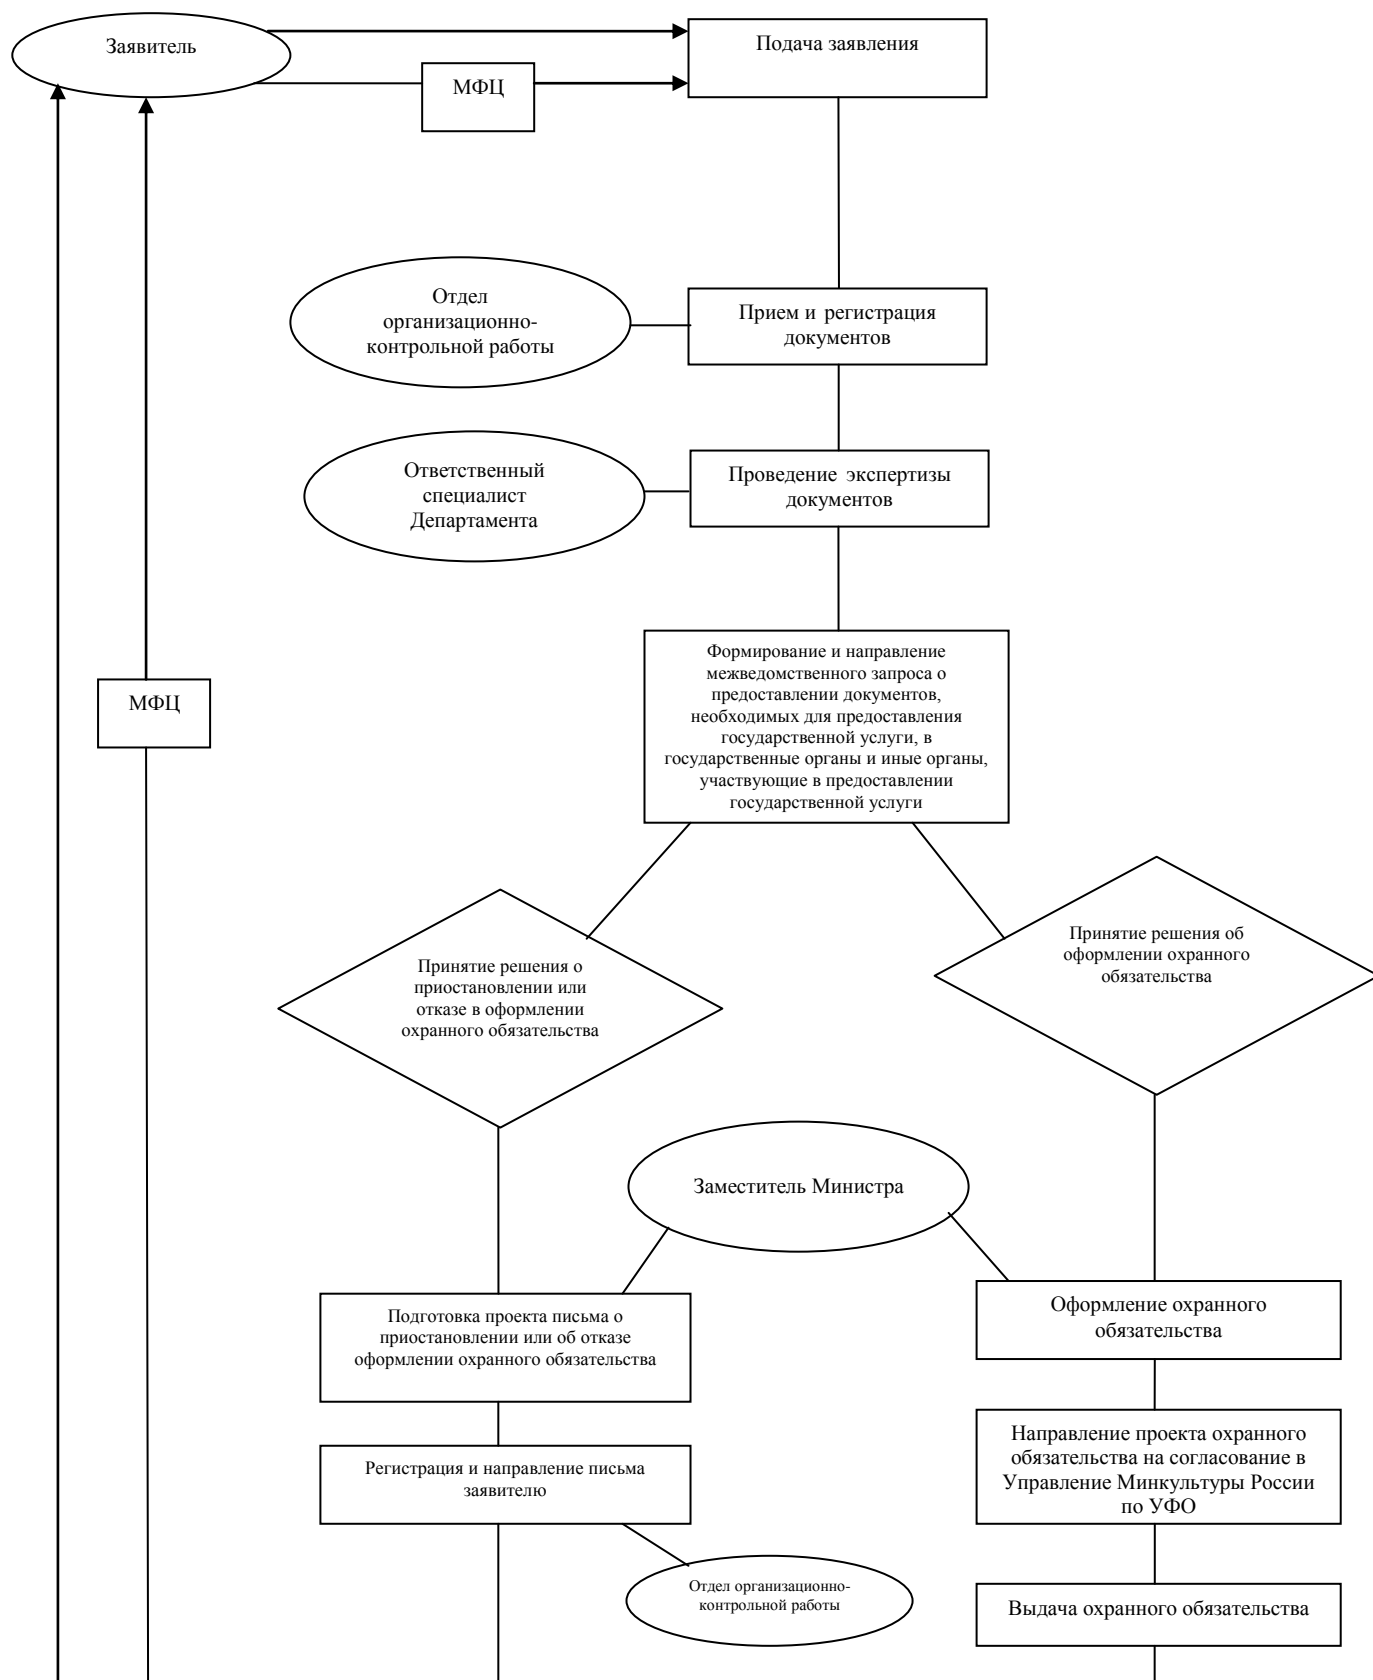 Заявитель
Подача заявления
МФЦ
Отдел
организационно-
контрольной работы
Прием и регистрация
документов
Ответственный
специалист
Департамента
Проведение экспертизы
документов
Формирование и направление
межведомственного запроса о
предоставлении документов,
необходимых для предоставления
государственной услуги, в
государственные органы и иные органы,
участвующие в предоставлении
государственной услуги
МФЦ
Принятие решения о
приостановлении или
отказе в оформлении
охранного обязательства
Принятие решения об
оформлении охранного
обязательства
Заместитель Министра
Подготовка проекта письма о
приостановлении или об отказе
оформлении охранного обязательства
Оформление охранного
обязательства
Регистрация и направление письма
заявителю
Направление проекта охранного
обязательства на согласование в
Управление Минкультуры России
по УФО
Отдел организационно-
контрольной работы
Выдача охранного обязательства